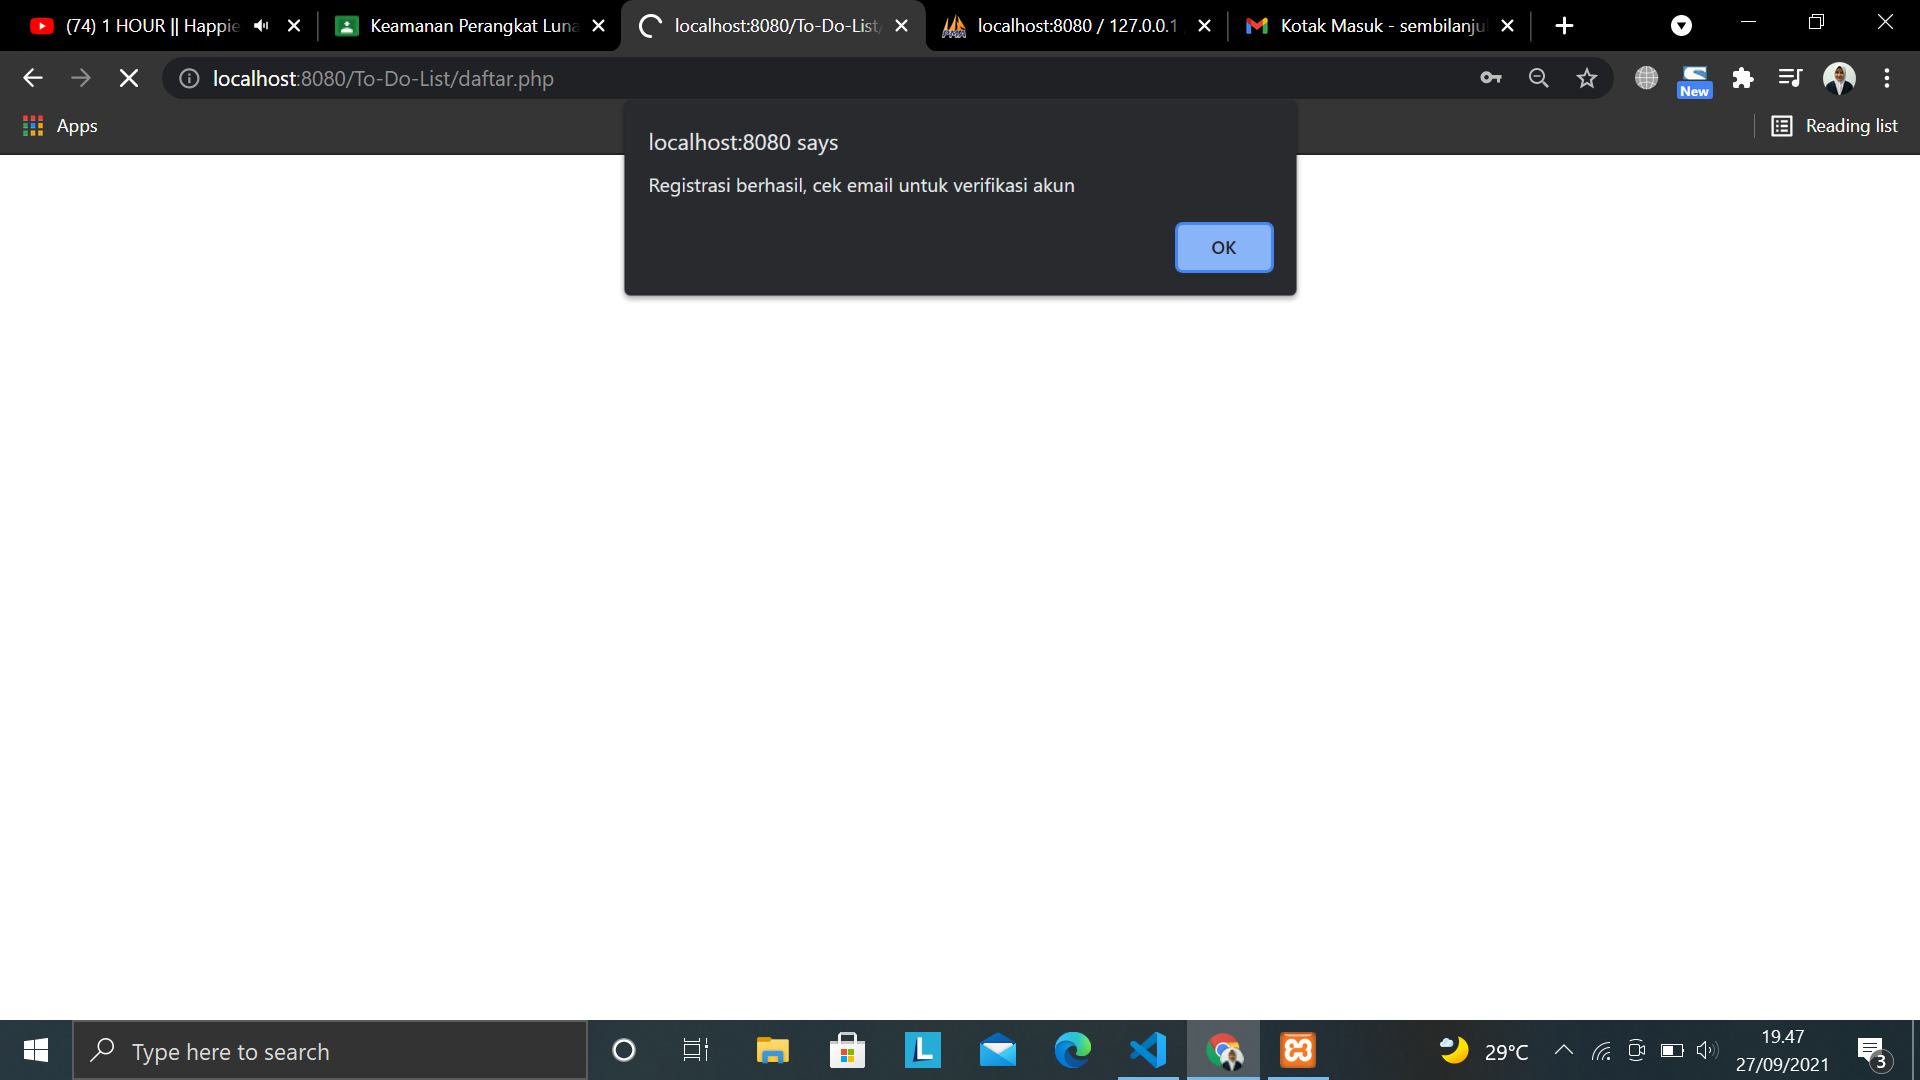 (74) 1 HOUR || Happie
Keamanan Perangkat Luna
localhost:8080/To-Do-List/
localhost:8080 / 127.0.0.1
Kotak Masuk - sembilanjul
localhost:8080/To-Do-List/daftar.php
New
Apps
Reading list
localhost:8080 says
Registrasi berhasil, cek email untuk verifikasi akun
OK
Type here to search
L
29°C
19.47
27/09/2021
3